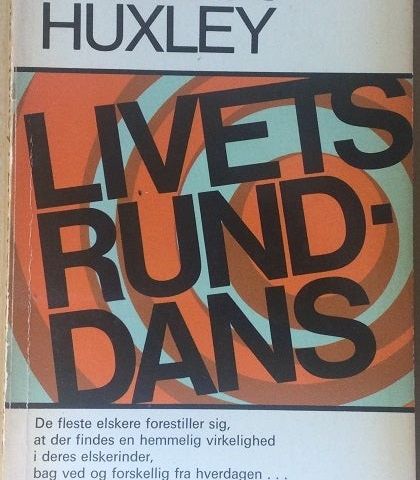 HUXLEY
LIVETS
RUND-
DANS
De fleste elskere forestiller sig,
at der findes en hemmelig virkelighed
i deres elskerinder,
bag ved og forskellig fra hverdagen . . .